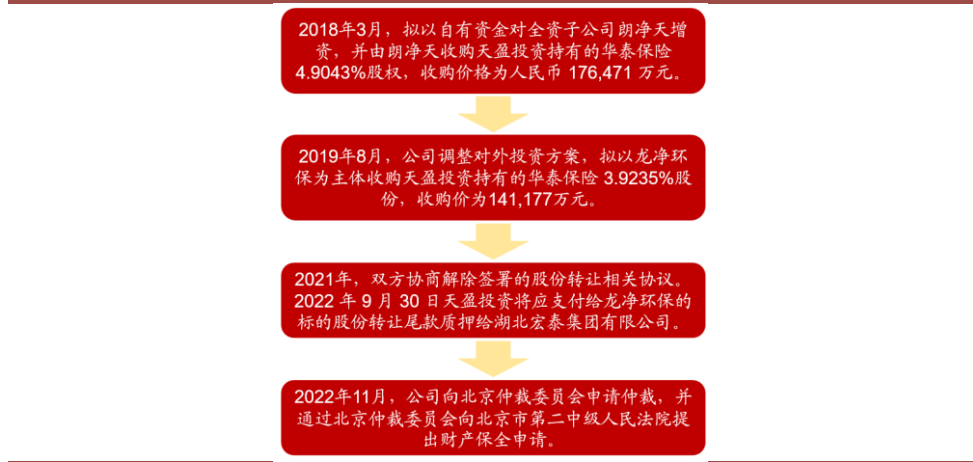 2018年3月，拟以自有资金对全资子公司朗净天增
资，并由朗净天收购天盈投资持有的华泰保险
4.9043%股权，收购价格为人民币 176,471 万元。
2019年8月，公司调整对外投资方案，拟以龙净环
保为主体收购天盈投资持有的华泰保险 3.9235%股
份，收购价为141,177万元。
2021年，双方协商解除签署的股份转让相关协议。
2022 年 9 月 30 日天盈投资将应支付给龙净环保的
标的股份转让尾款质押给湖北宏泰集团有限公司。
2022年11月，公司向北京仲裁委员会申请仲裁，并
通过北京仲裁委员会向北京市第二中级人民法院提
出财产保全申请。